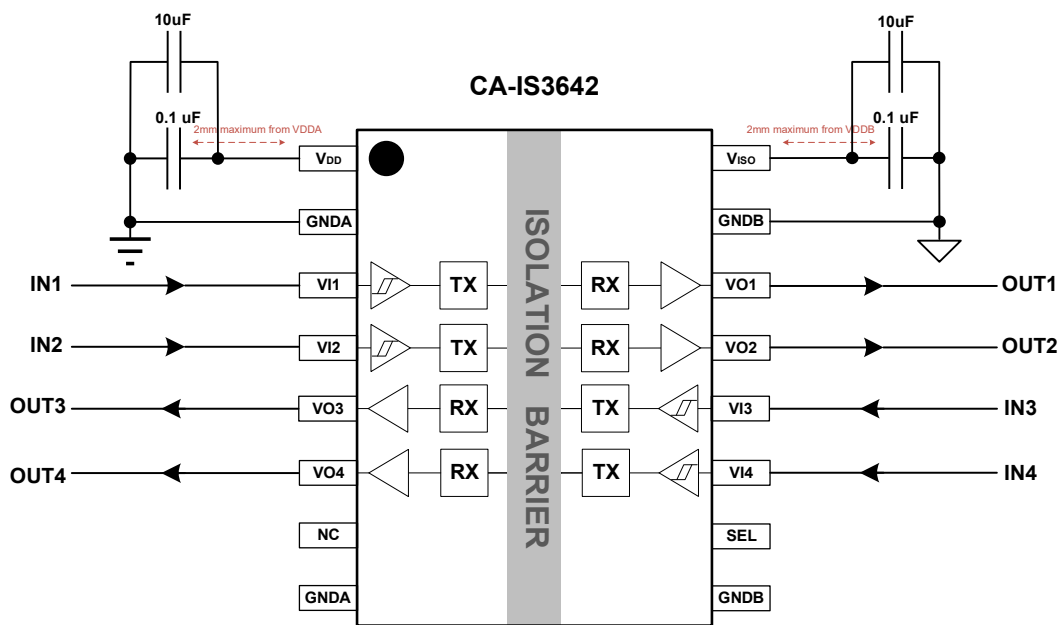 10uF
10uF
CA-IS3642
0.1 uF
0.1 uF
2mm maximum from VDDA
2mm maximum from VDDB
VDD
VISO
GNDA
GNDB
ISOLATION BARRIER
IN1
VI1
TX
RX
VO1
OUT1
IN2
VI2
TX
RX
VO2
OUT2
OUT3
VO3
RX
TX
VI3
IN3
OUT4
VO4
RX
TX
VI4
IN4
NC
SEL
GNDA
GNDB